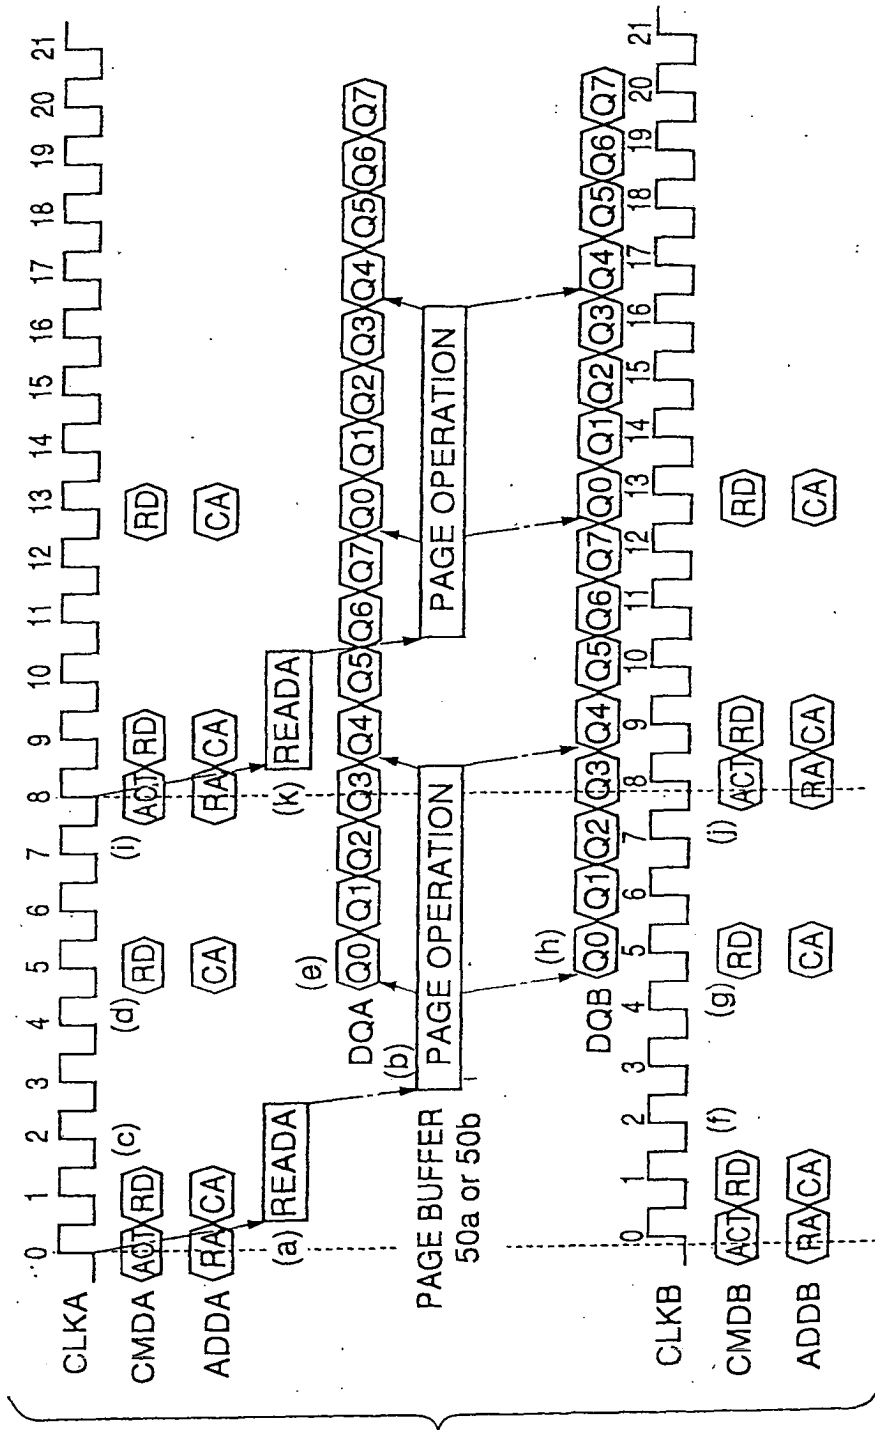 CLKA 0 1 2 3 4 5 6 7 8 9 10 11 12 13 14 15 16 17 18 19 20 21
(c) (d) (i)
CMDA ACT RD RD ACT RD RD
ADDA RA CA CA RA CA CA
(a) READA (k) READA
(e)
DQA Q0 Q1 Q2 Q3 Q4 Q5 Q6 Q7 Q0 Q1 Q2 Q3 Q4 Q5 Q6 Q7
(b)
PAGE BUFFER PAGE OPERATION PAGE OPERATION
50a or 50b
(h)
DQB Q0 Q1 Q2 Q3 Q4 Q5 Q6 Q7 Q0 Q1 Q2 Q3 Q4 Q5 Q6 Q7
CLKB 0 1 2 3 4 5 6 7 8 9 10 11 12 13 14 15 16 17 18 19 20 21
(f) (g) (j)
CMDB ACT RD RD ACT RD RD
ADDB RA CA CA RA CA CA